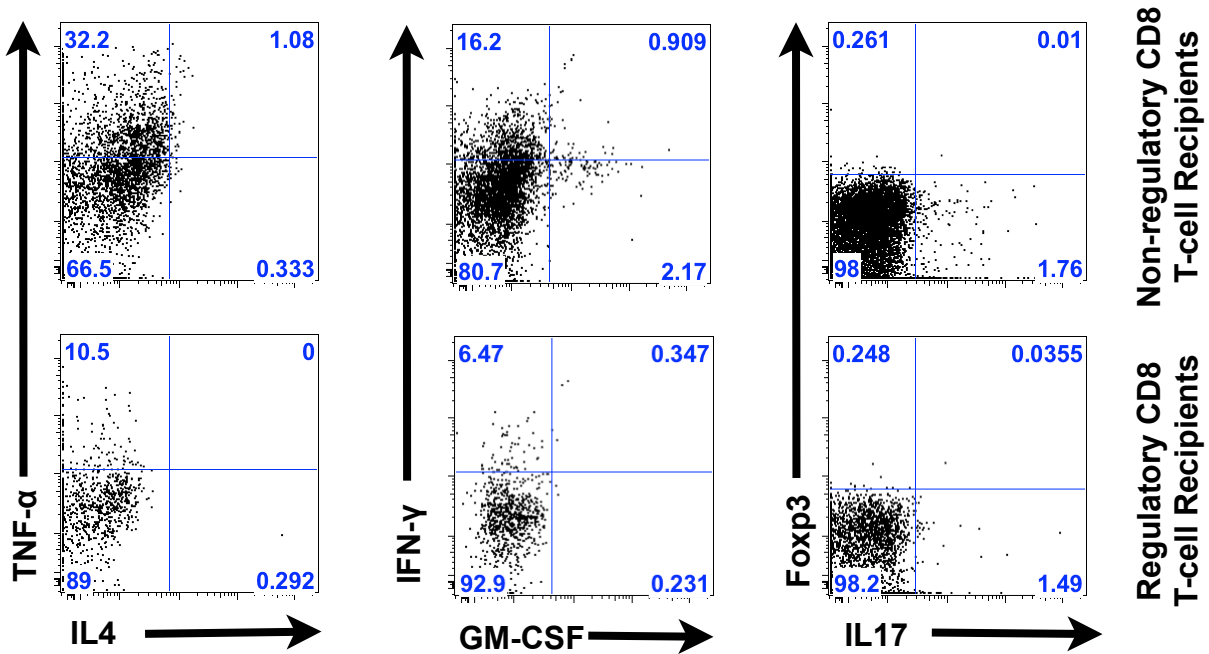 32.2 1.08
66.5 0.333
TNF-α
16.2 0.909
80.7 2.17
IFN-γ
0.261 0.01
98 1.76
Foxp3
Non-regulatory CD8
T-cell Recipients
10.5 0
89 0.292
IL4
6.47 0.347
92.9 0.231
GM-CSF
0.248 0.0355
98.2 1.49
IL17
Regulatory CD8
T-cell Recipients